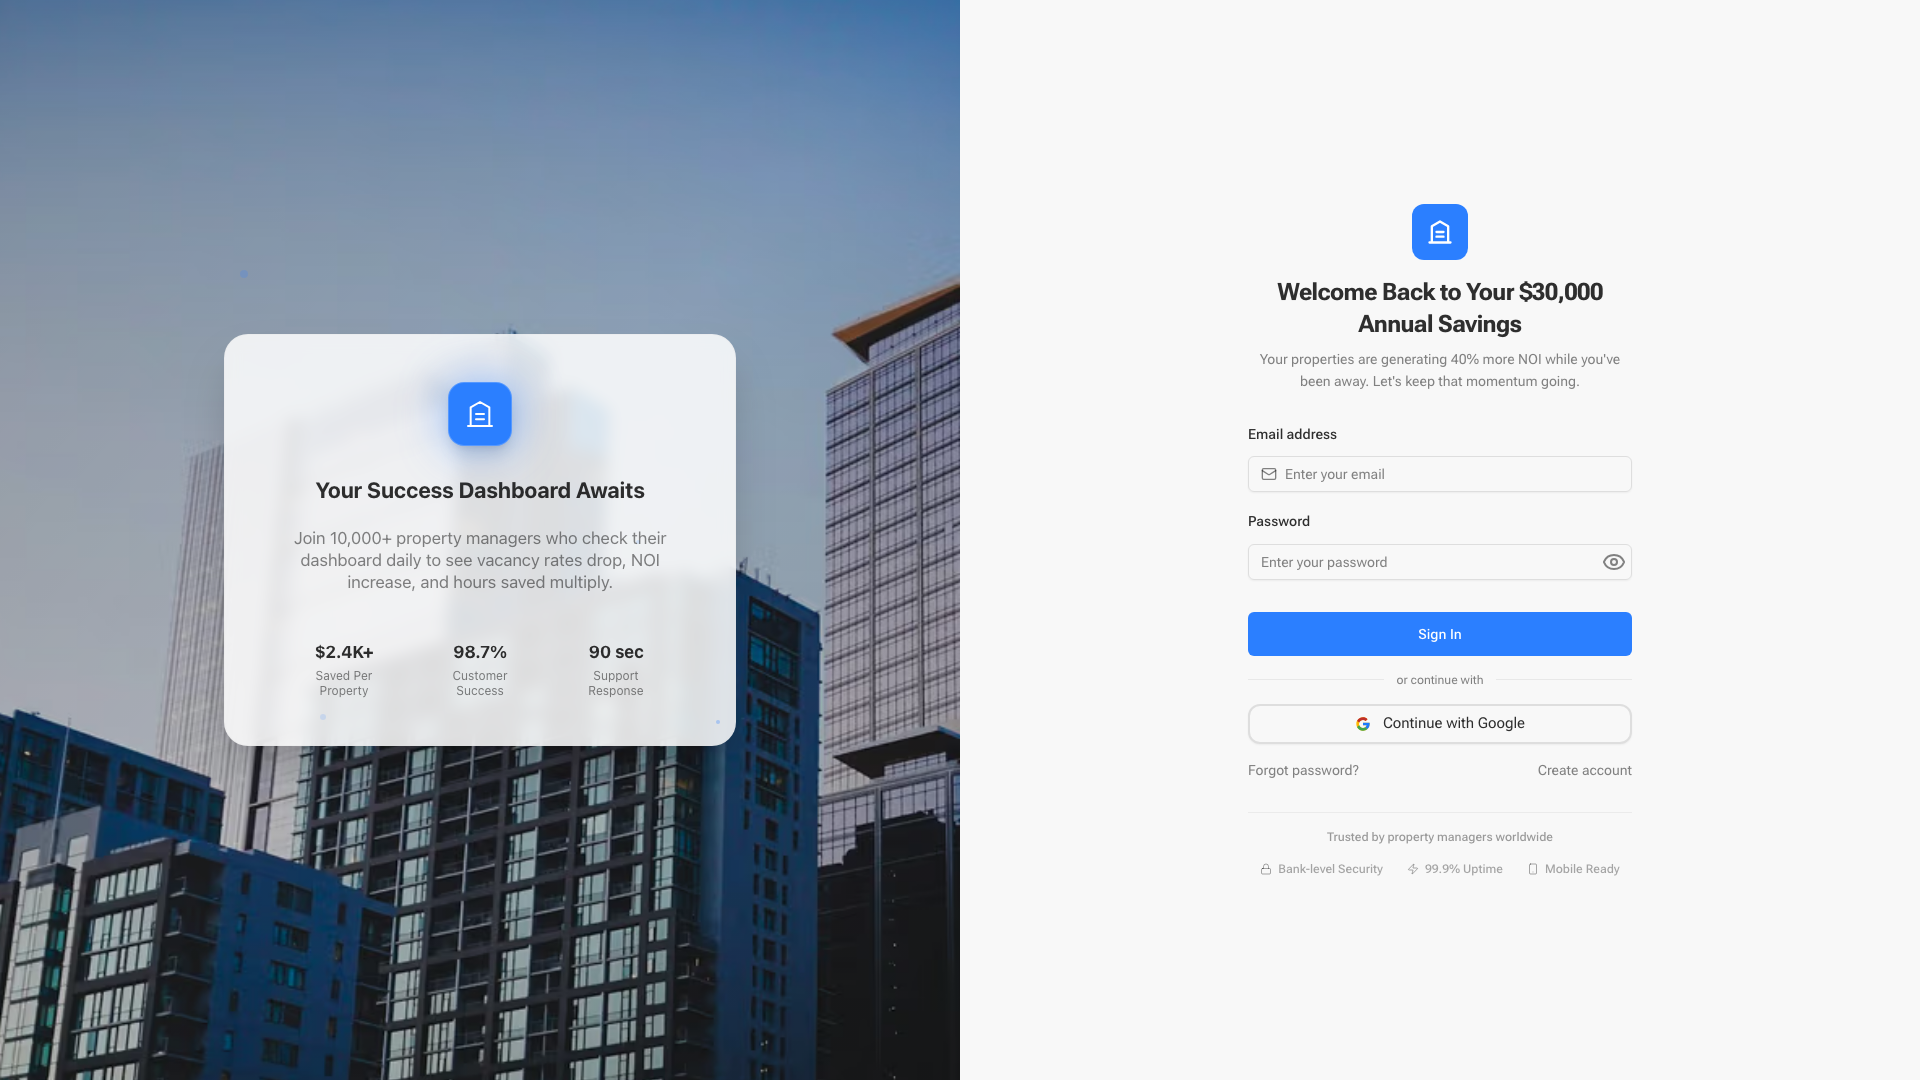 Your Success Dashboard Awaits
Join 10,000+ property managers who check their
dashboard daily to see vacancy rates drop, NOI
increase, and hours saved multiply.
$2.4K+
Saved Per
Property
98.7%
Customer
Success
90 sec
Support
Response
Welcome Back to Your $30,000
Annual Savings
Your properties are generating 40% more NOI while you've
been away. Let's keep that momentum going.
Email address
Enter your email
Password
Enter your password
Sign In
or continue with
Continue with Google
Forgot password?
Create account
Trusted by property managers worldwide
Bank-level Security
99.9% Uptime
Mobile Ready